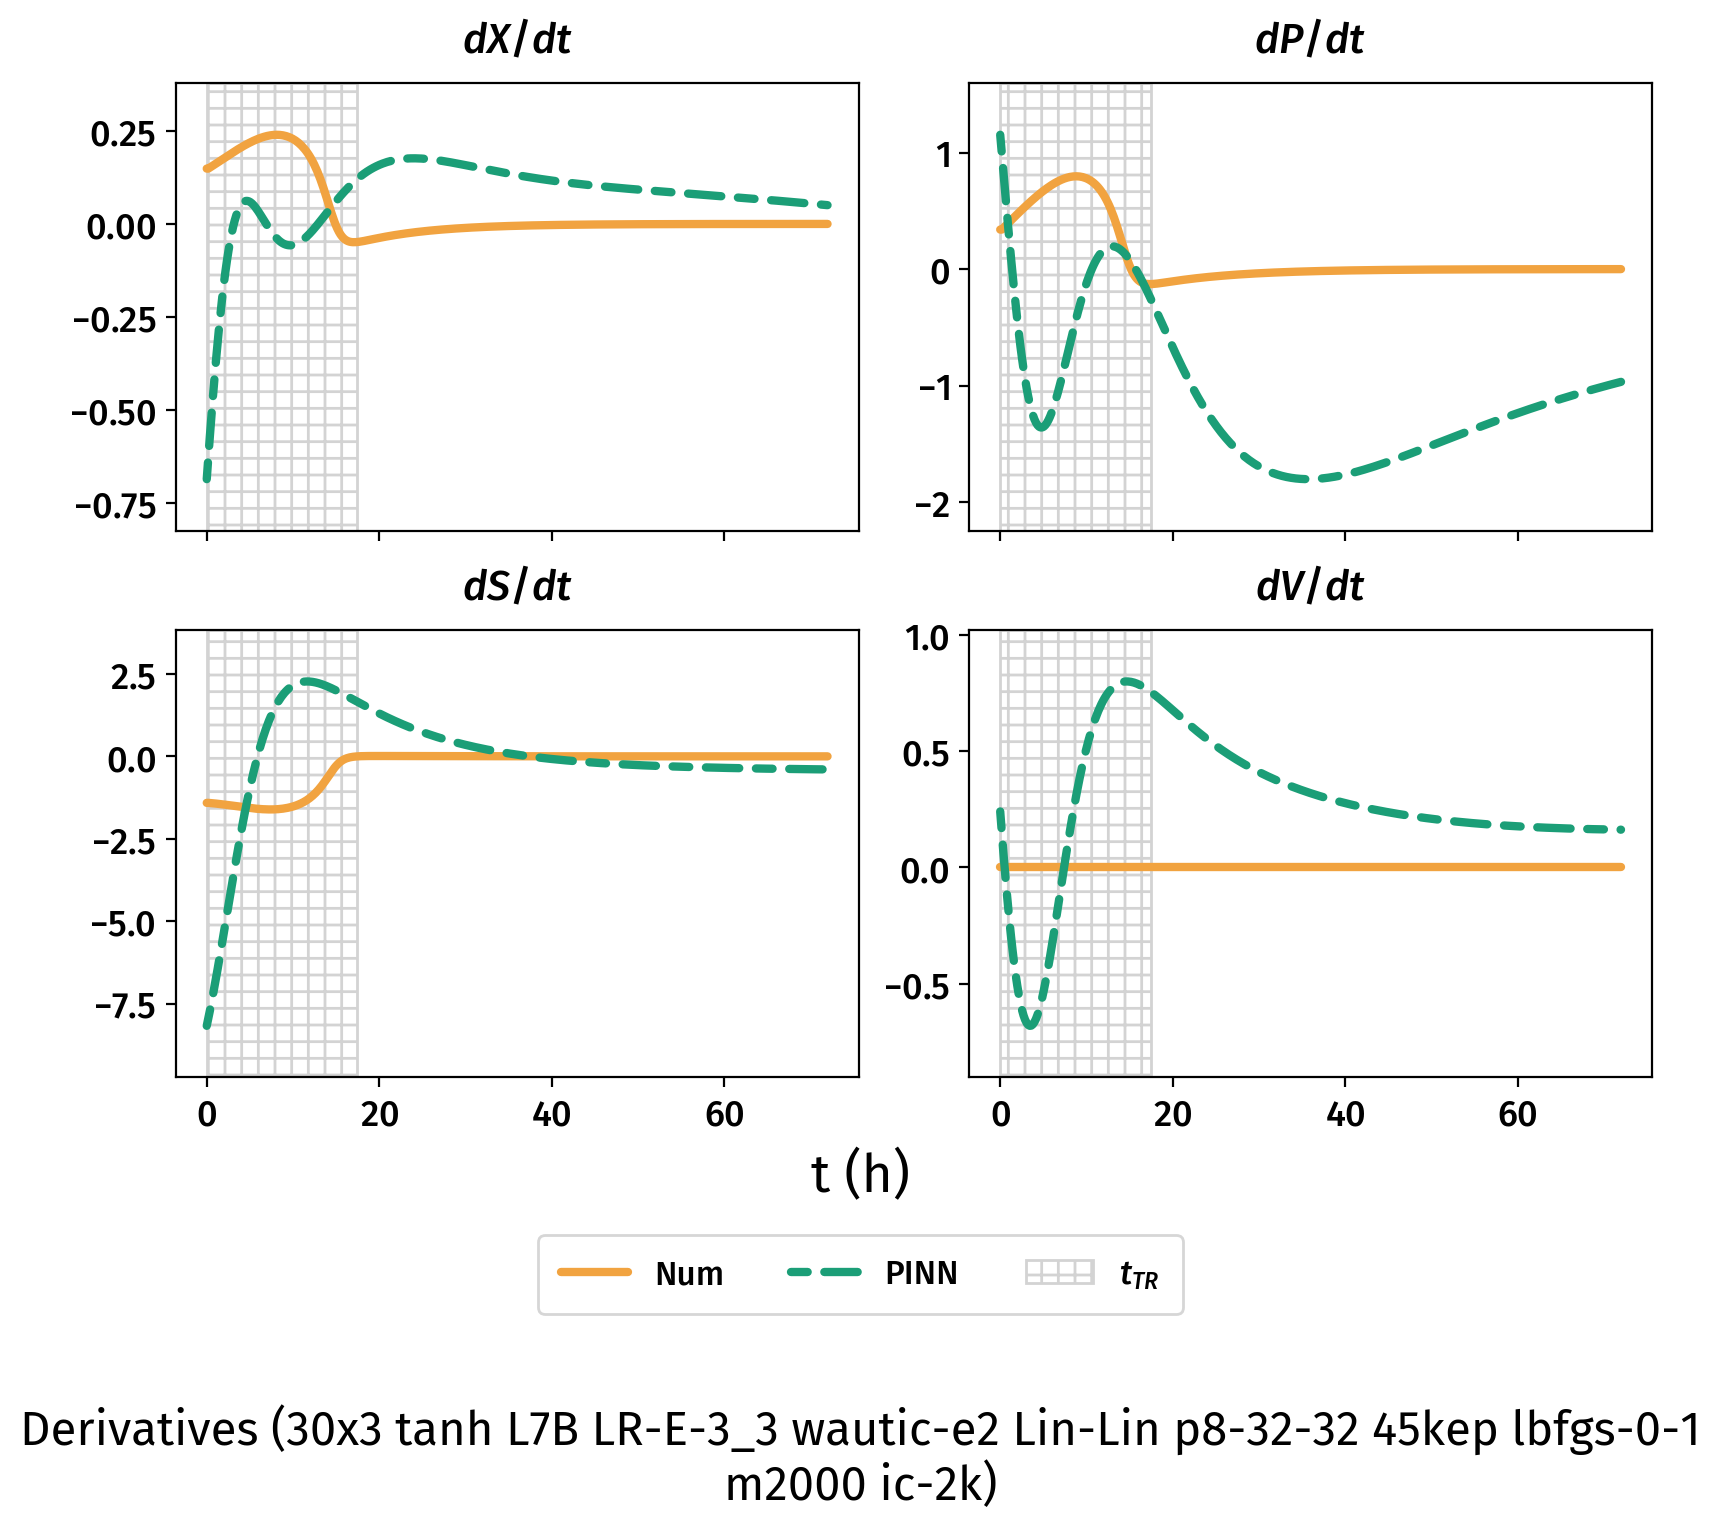 dX/dt
dP/dt
0.25
0.00
−0.25
−0.50
−0.75
1
0
−1
−2
dS/dt
dV/dt
2.5
0.0
−2.5
−5.0
−7.5
1.0
0.5
0.0
−0.5
0 20 40 60
0 20 40 60
t (h)
Num PINN t_TR
Derivatives (30x3 tanh L7B LR-E-3_3 wautic-e2 Lin-Lin p8-32-32 45kep lbfgs-0-1
m2000 ic-2k)